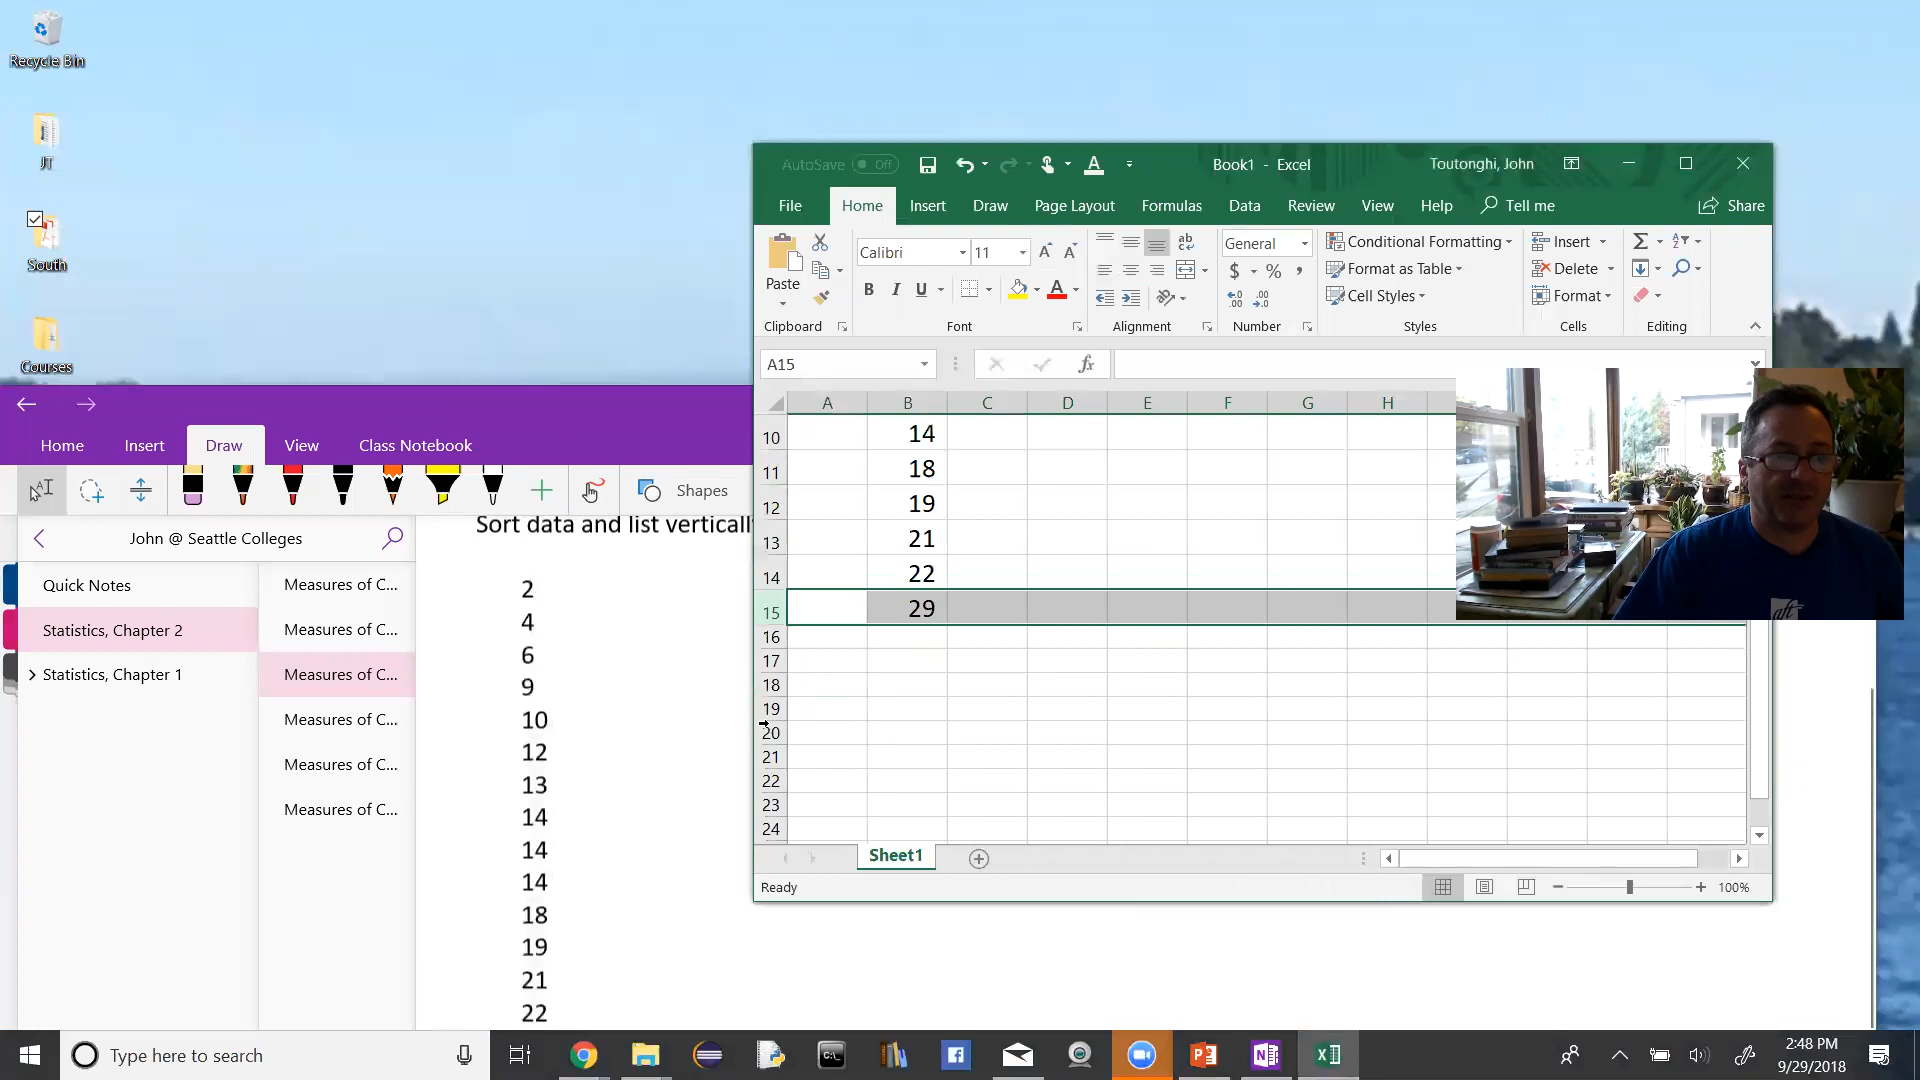 Recycle Bin
JT
South
Courses
AutoSave Off
Book1 - Excel
Toutonghi, John
File Home Insert Draw Page Layout Formulas Data Review View Help Tell me Share
Paste
Calibri 11
B I U
A
ab
General
$ % ,
Conditional Formatting
Format as Table
Cell Styles
Insert
Delete
Format
Clipboard Font Alignment Number Styles Cells Editing
A15
fx
A B C D E F G H
10 14
11 18
12 19
13 21
14 22
15 29
16
17
18
19
20
21
22
23
24
Sheet1
Ready
100%
Home Insert Draw View Class Notebook
Shapes
John @ Seattle Colleges
Quick Notes
Statistics, Chapter 2
Statistics, Chapter 1
Measures of C...
Measures of C...
Measures of C...
Measures of C...
Measures of C...
Measures of C...
Sort data and list vertically
2
4
6
9
10
12
13
14
14
14
18
19
21
22
aft
Type here to search
2:48 PM
9/29/2018